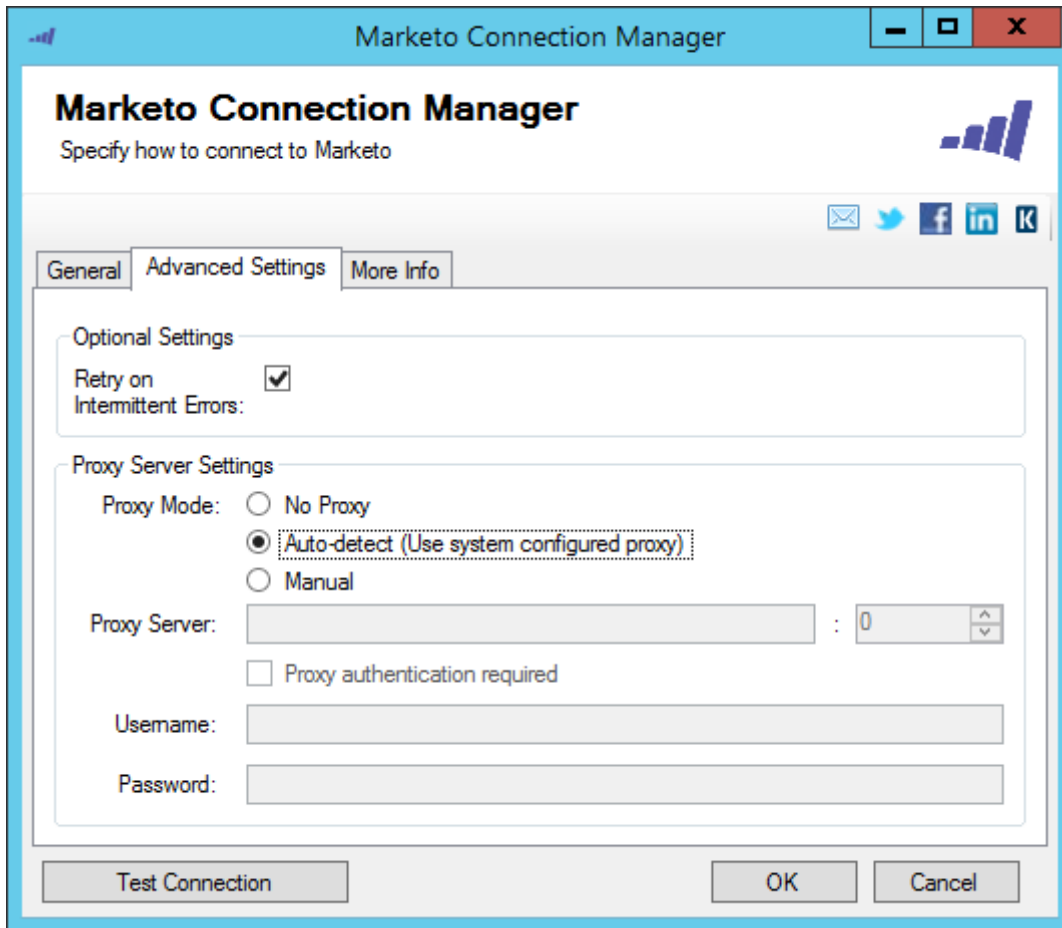 Marketo Connection Manager
Marketo Connection Manager
Specify how to connect to Marketo
General Advanced Settings More Info
Optional Settings
Retry on
Intermittent Errors:
Proxy Server Settings
Proxy Mode: No Proxy
Auto-detect (Use system configured proxy)
Manual
Proxy Server: : 0
Proxy authentication required
Username:
Password:
Test Connection OK Cancel